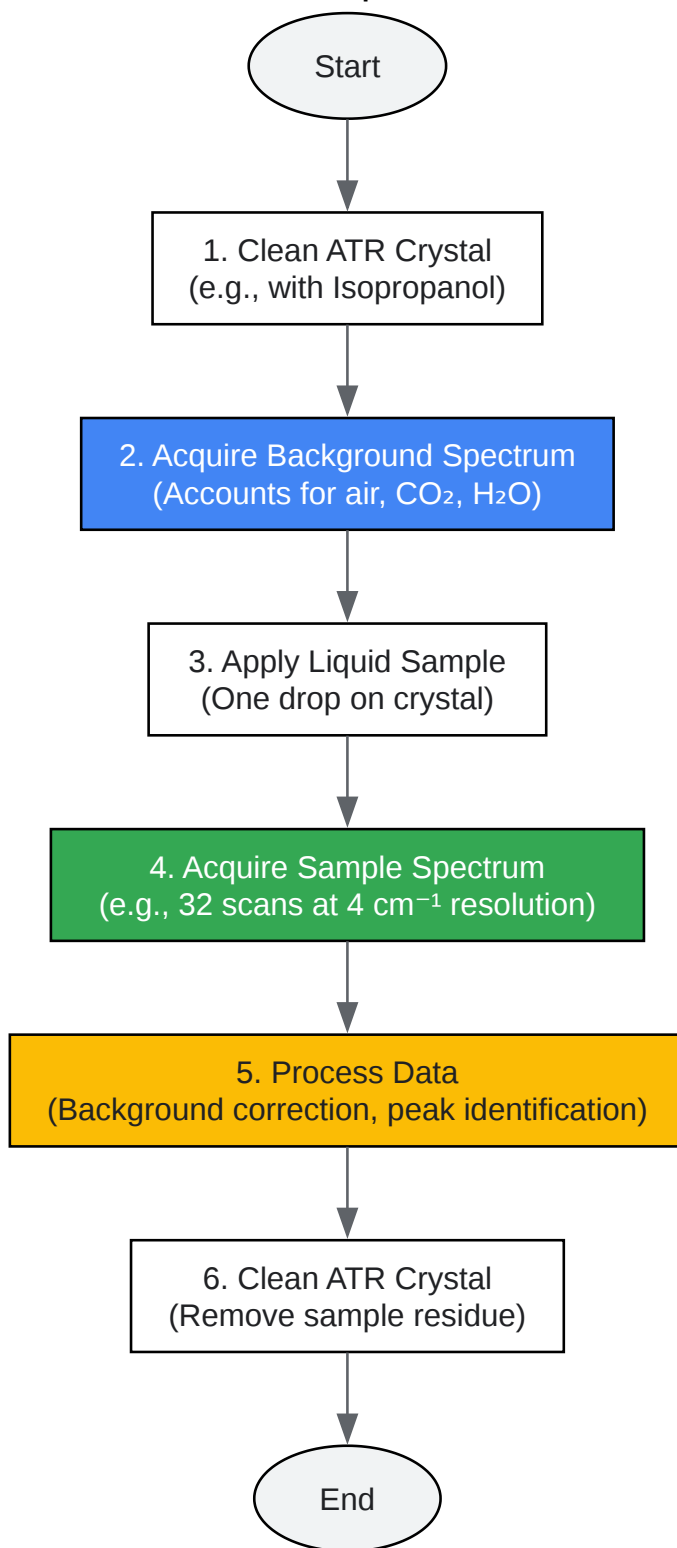 Start
1. Clean ATR Crystal
(e.g., with Isopropanol)
2. Acquire Background Spectrum
(Accounts for air, CO₂, H₂O)
3. Apply Liquid Sample
(One drop on crystal)
4. Acquire Sample Spectrum
(e.g., 32 scans at 4 cm⁻¹ resolution)
5. Process Data
(Background correction, peak identification)
6. Clean ATR Crystal
(Remove sample residue)
End